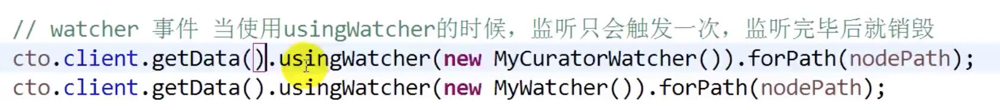 // watcher 事件 当使用usingWatcher的时候，监听只会触发一次，监听完毕后就销毁
cto.client.getData().usingWatcher(new MyCuratorWatcher()).forPath(nodePath);
cto.client.getData().usingWatcher(new MyWatcher()).forPath(nodePath);